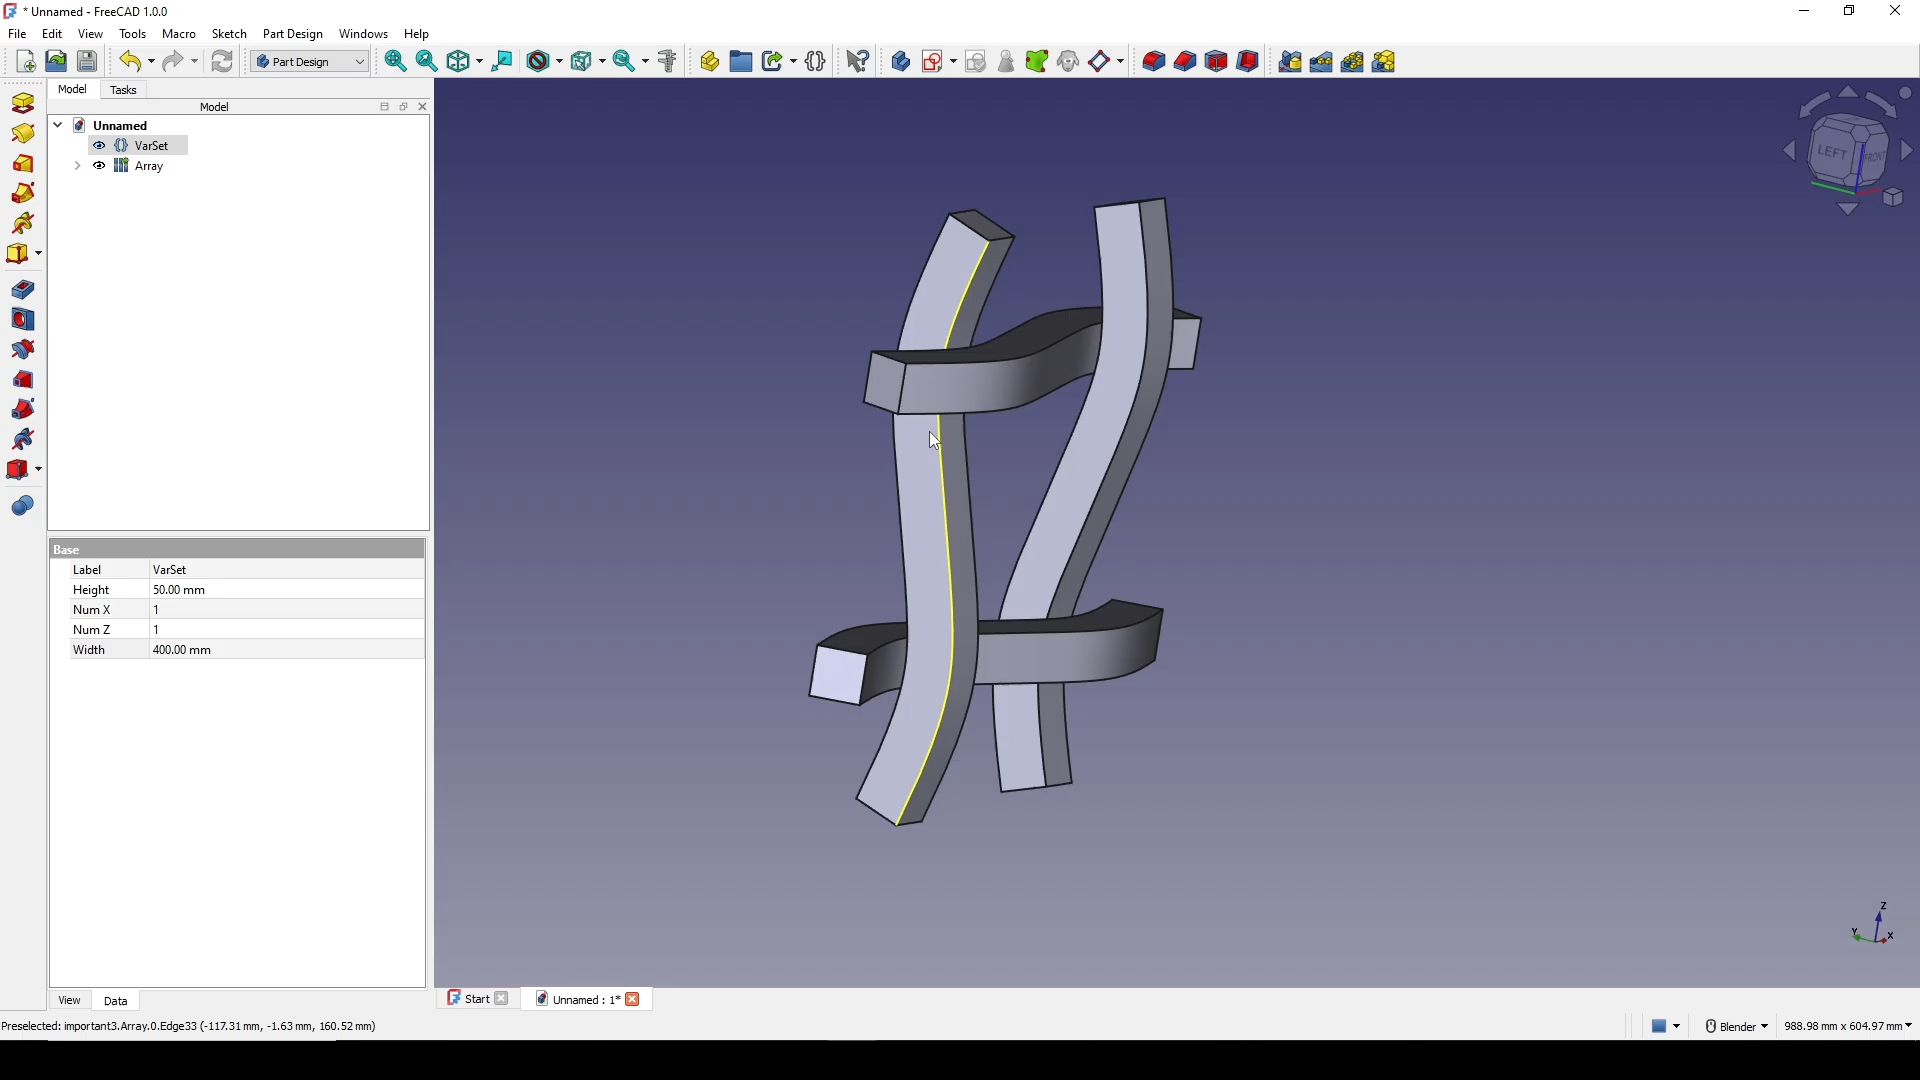 * Unnamed - FreeCAD 1.0.0
File Edit View Tools Macro Sketch Part Design Windows Help
Part Design
Model Tasks
Model
Unnamed
VarSet
Array
LEFT FRONT
Base
Label VarSet
Height 50.00 mm
Num X 1
Num Z 1
Width 400.00 mm
Z
Y X
View Data
Start Unnamed : 1*
Preselected: important3.Array.0.Edge33 (-117.31 mm, -1.63 mm, 160.52 mm)
Blender 988.98 mm x 604.97 mm